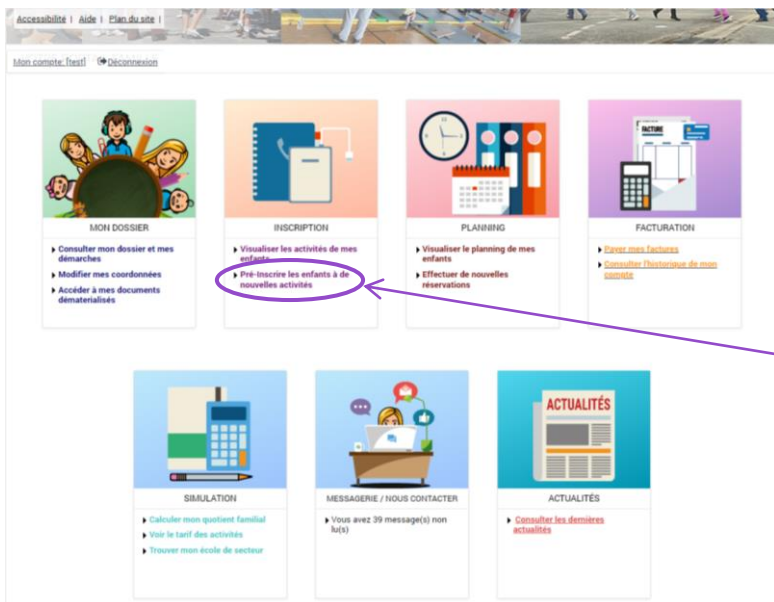 Accessibilité | Aide | Plan du site |
Mon compte: [test] Déconnexion
MON DOSSIER
Consulter mon dossier et mes
démarches
Modifier mes coordonnées
Accéder à mes documents
dématerialisés
INSCRIPTION
Visualiser les activités de mes
enfants
Pré-Inscrire les enfants à de
nouvelles activités
PLANNING
Visualiser le planning de mes
enfants
Effectuer de nouvelles
réservations
FACTURE
FACTURATION
Payer mes factures
Consulter l'historique de mon
compte
SIMULATION
Calculer mon quotient familial
Voir le tarif des activités
Trouver mon école de secteur
MESSAGERIE / NOUS CONTACTER
Vous avez 39 message(s) non
lu(s)
ACTUALITÉS
ACTUALITÉS
Consulter les dernières
actualités